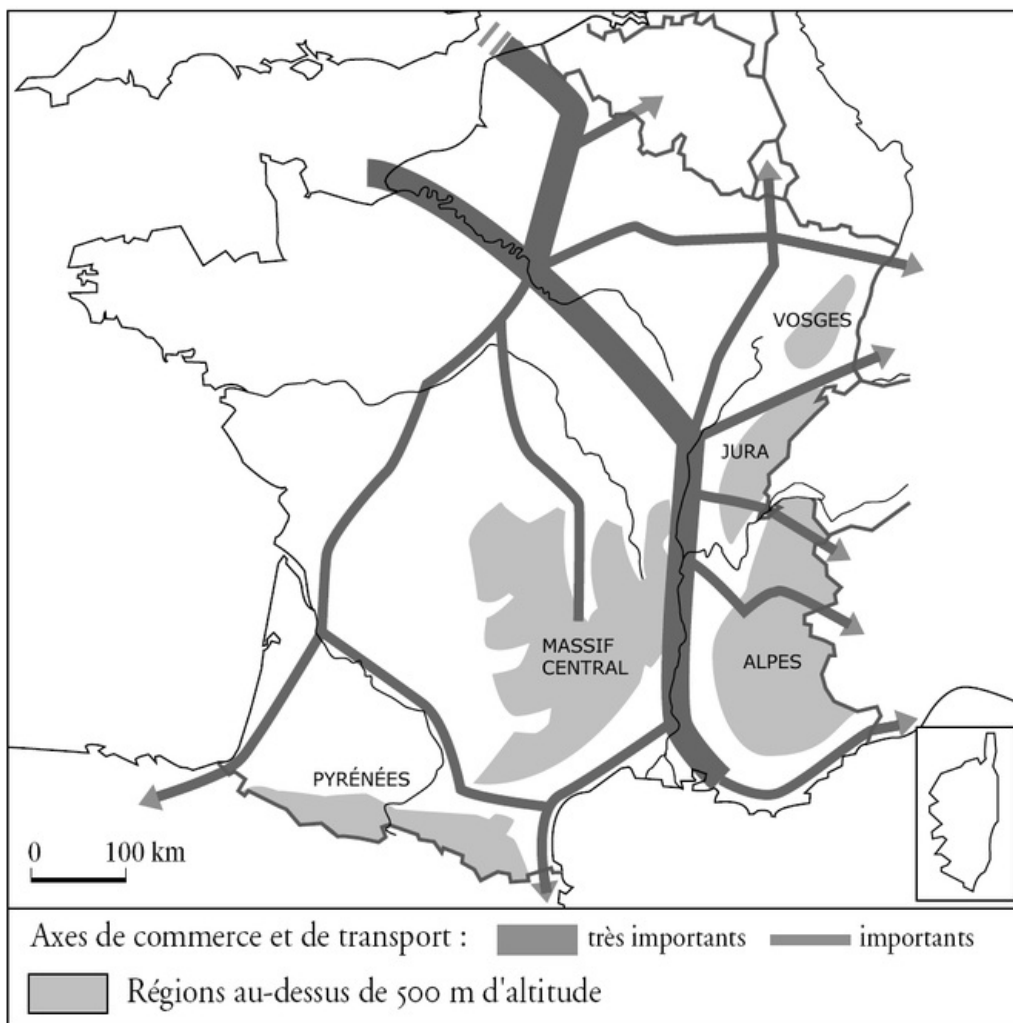 VOSGES
JURA
MASSIF
CENTRAL
ALPES
PYRÉNÉES
0 100 km
Axes de commerce et de transport : très importants importants
Régions au-dessus de 500 m d'altitude